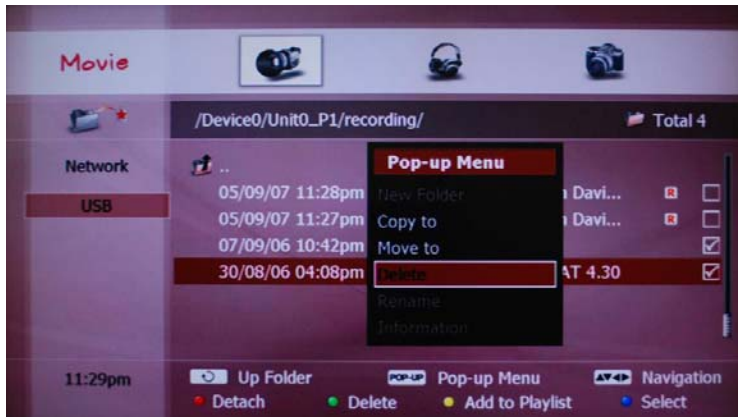 Movie
/Device0/Unit0_P1/recording/ Total 4
Network
USB
..
05/09/07 11:28pm Davi... R
05/09/07 11:27pm Davi... R
07/09/06 10:42pm
30/08/06 04:08pm AT 4.30
Pop-up Menu
New Folder
Copy to
Move to
Delete
Rename
Information
11:29pm
Up Folder POP-UP Pop-up Menu Navigation
Detach Delete Add to Playlist Select